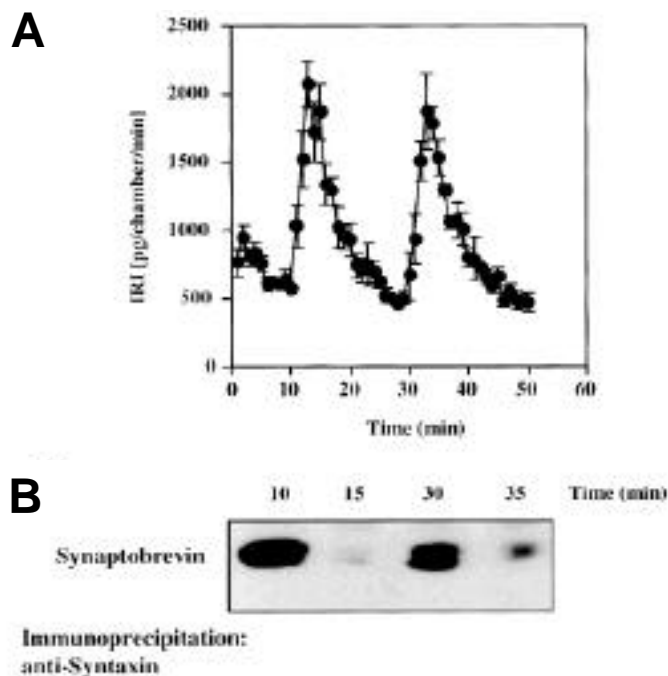 A
2500
2000
1500
1000
500
0
IRI [pg/chamber/min]
0 10 20 30 40 50 60
Time (min)
B
10 15 30 35 Time (min)
Synaptobrevin
Immunoprecipitation:
anti-Syntaxin